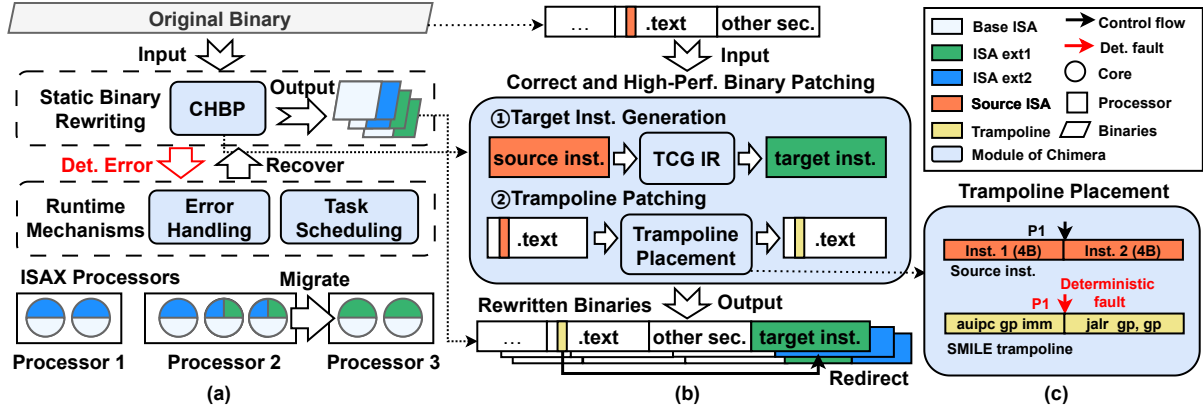 Original Binary
Input
Static Binary
Rewriting
CHBP
Output
Det. Error
Recover
Runtime
Mechanisms
Error
Handling
Task
Scheduling
ISAX Processors
Migrate
Processor 1
Processor 2
Processor 3
(a)
... .text other sec.
Input
Correct and High-Perf. Binary Patching
①Target Inst. Generation
source inst.
TCG IR
target inst.
②Trampoline Patching
.text
Trampoline
Placement
.text
Rewritten Binaries
Output
... .text other sec. target inst.
Redirect
(b)
Base ISA
ISA ext1
ISA ext2
Source ISA
Trampoline
Module of Chimera
Control flow
Det. fault
Core
Processor
Binaries
Trampoline Placement
P1
Inst. 1 (4B) Inst. 2 (4B)
Source inst.
P1
Deterministic
fault
auipc gp imm jalr gp, gp
SMILE trampoline
(c)